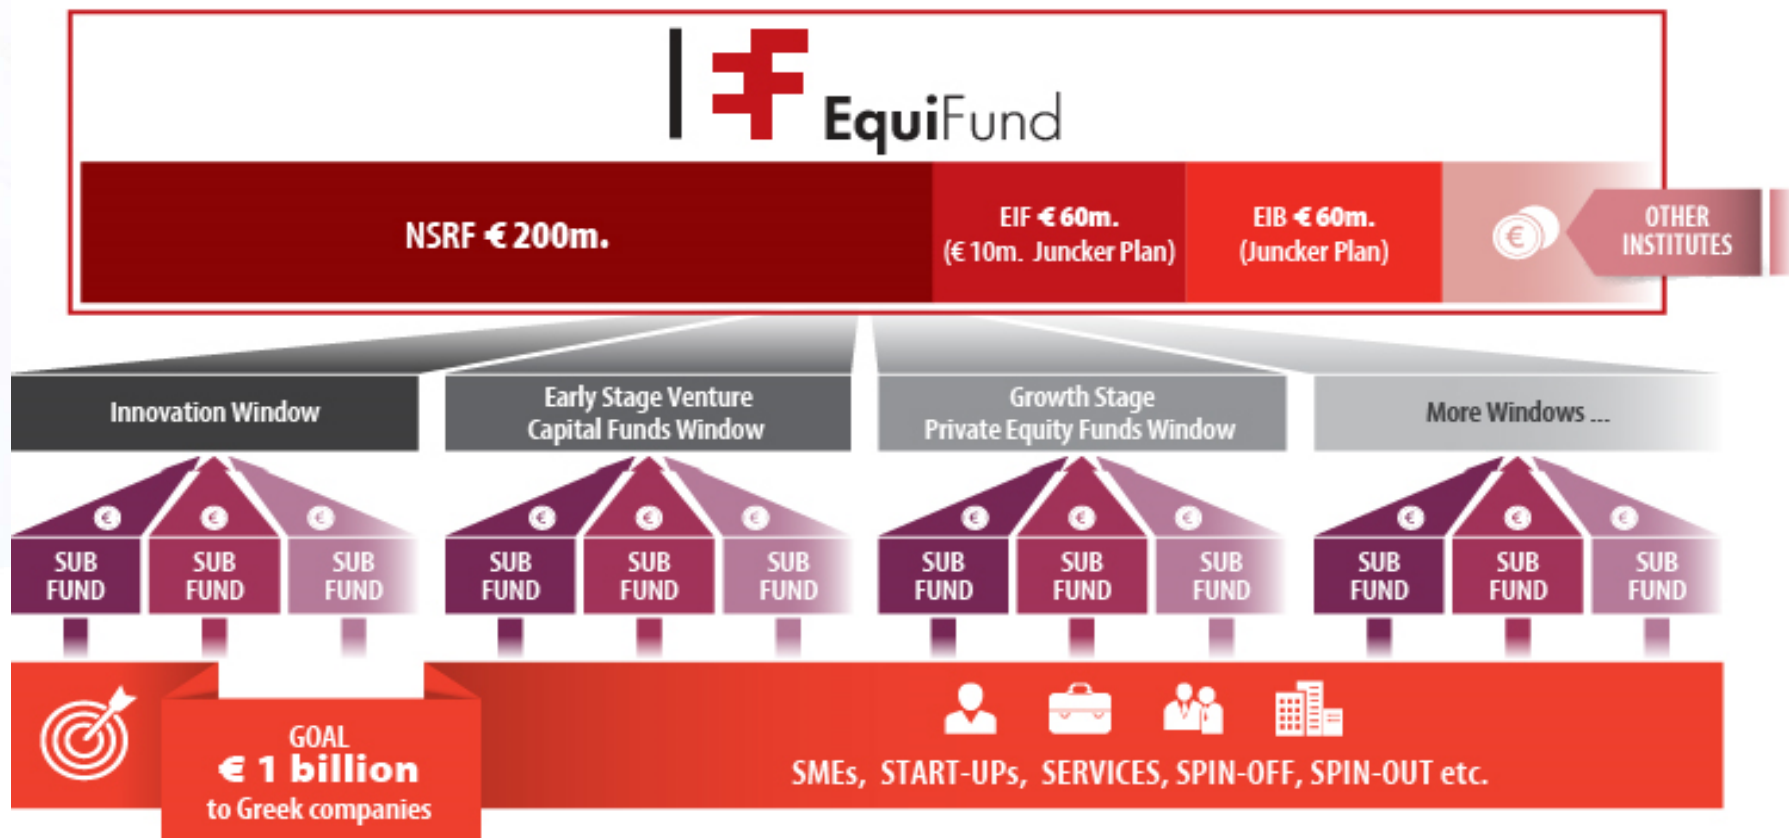 EquiFund
NSRF € 200m.
EIF € 60m.
(€ 10m. Juncker Plan)
EIB € 60m.
(Juncker Plan)
€
OTHER
INSTITUTES
Innovation Window
Early Stage Venture
Capital Funds Window
Growth Stage
Private Equity Funds Window
More Windows ...
€ € € € € € € € € € € €
SUB
FUND
SUB
FUND
SUB
FUND
SUB
FUND
SUB
FUND
SUB
FUND
SUB
FUND
SUB
FUND
SUB
FUND
SUB
FUND
SUB
FUND
SUB
FUND
GOAL
€ 1 billion
to Greek companies
SMEs, START-UPs, SERVICES, SPIN-OFF, SPIN-OUT etc.